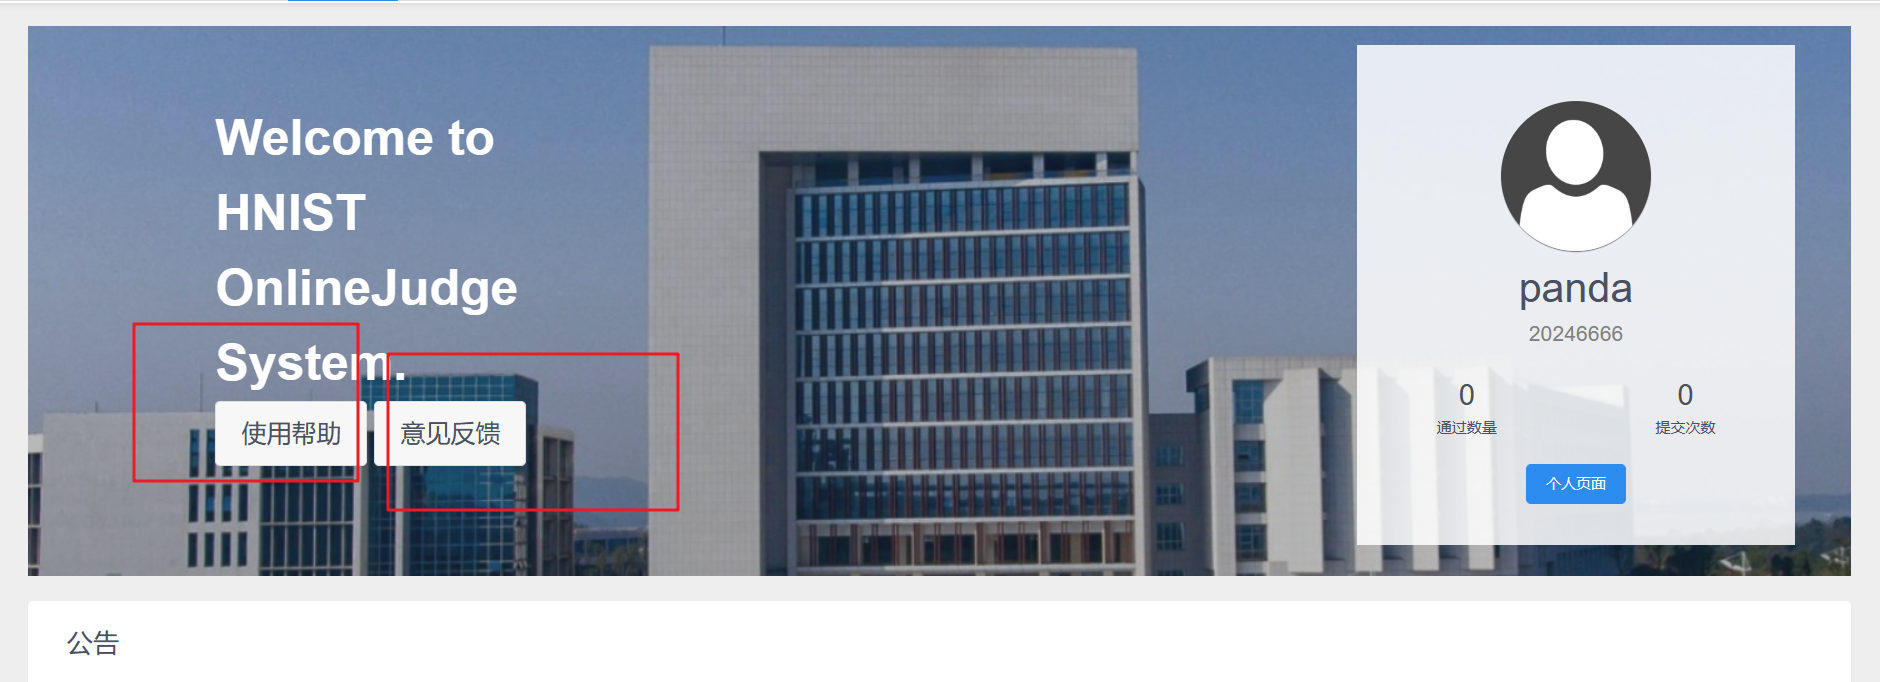 Welcome to
HNIST
OnlineJudge
System.
使用帮助
意见反馈
panda
20246666
0
通过数量
0
提交次数
个人页面
公告